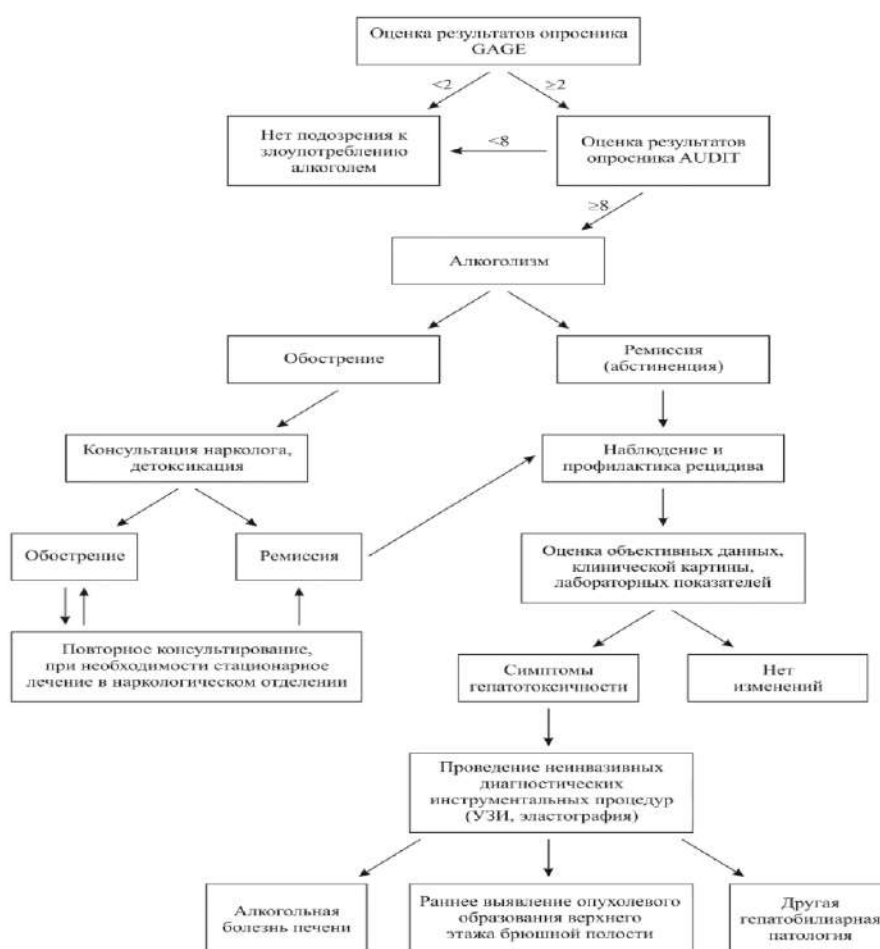 Оценка результатов опросника
GAGE
<2
≥2
Нет подозрения к
злоупотреблению
алкоголем
<8
Оценка результатов
опросника AUDIT
≥8
Алкоголизм
Обострение
Ремиссия
(абстиненция)
Консультация нарколога,
детоксикация
Наблюдение и
профилактика рецидива
Обострение
Ремиссия
Оценка объективных данных,
клинической картины,
лабораторных показателей
Повторное консультирование,
при необходимости стационарное
лечение в наркологическом отделении
Симптомы
гепатотоксичности
Нет
изменений
Проведение неинвазивных
диагностических
инструментальных процедур
(УЗИ, эластография)
Алкогольная
болезнь печени
Раннее выявление опухолевого
образования верхнего
этажа брюшной полости
Другая
гепатобилиарная
патология